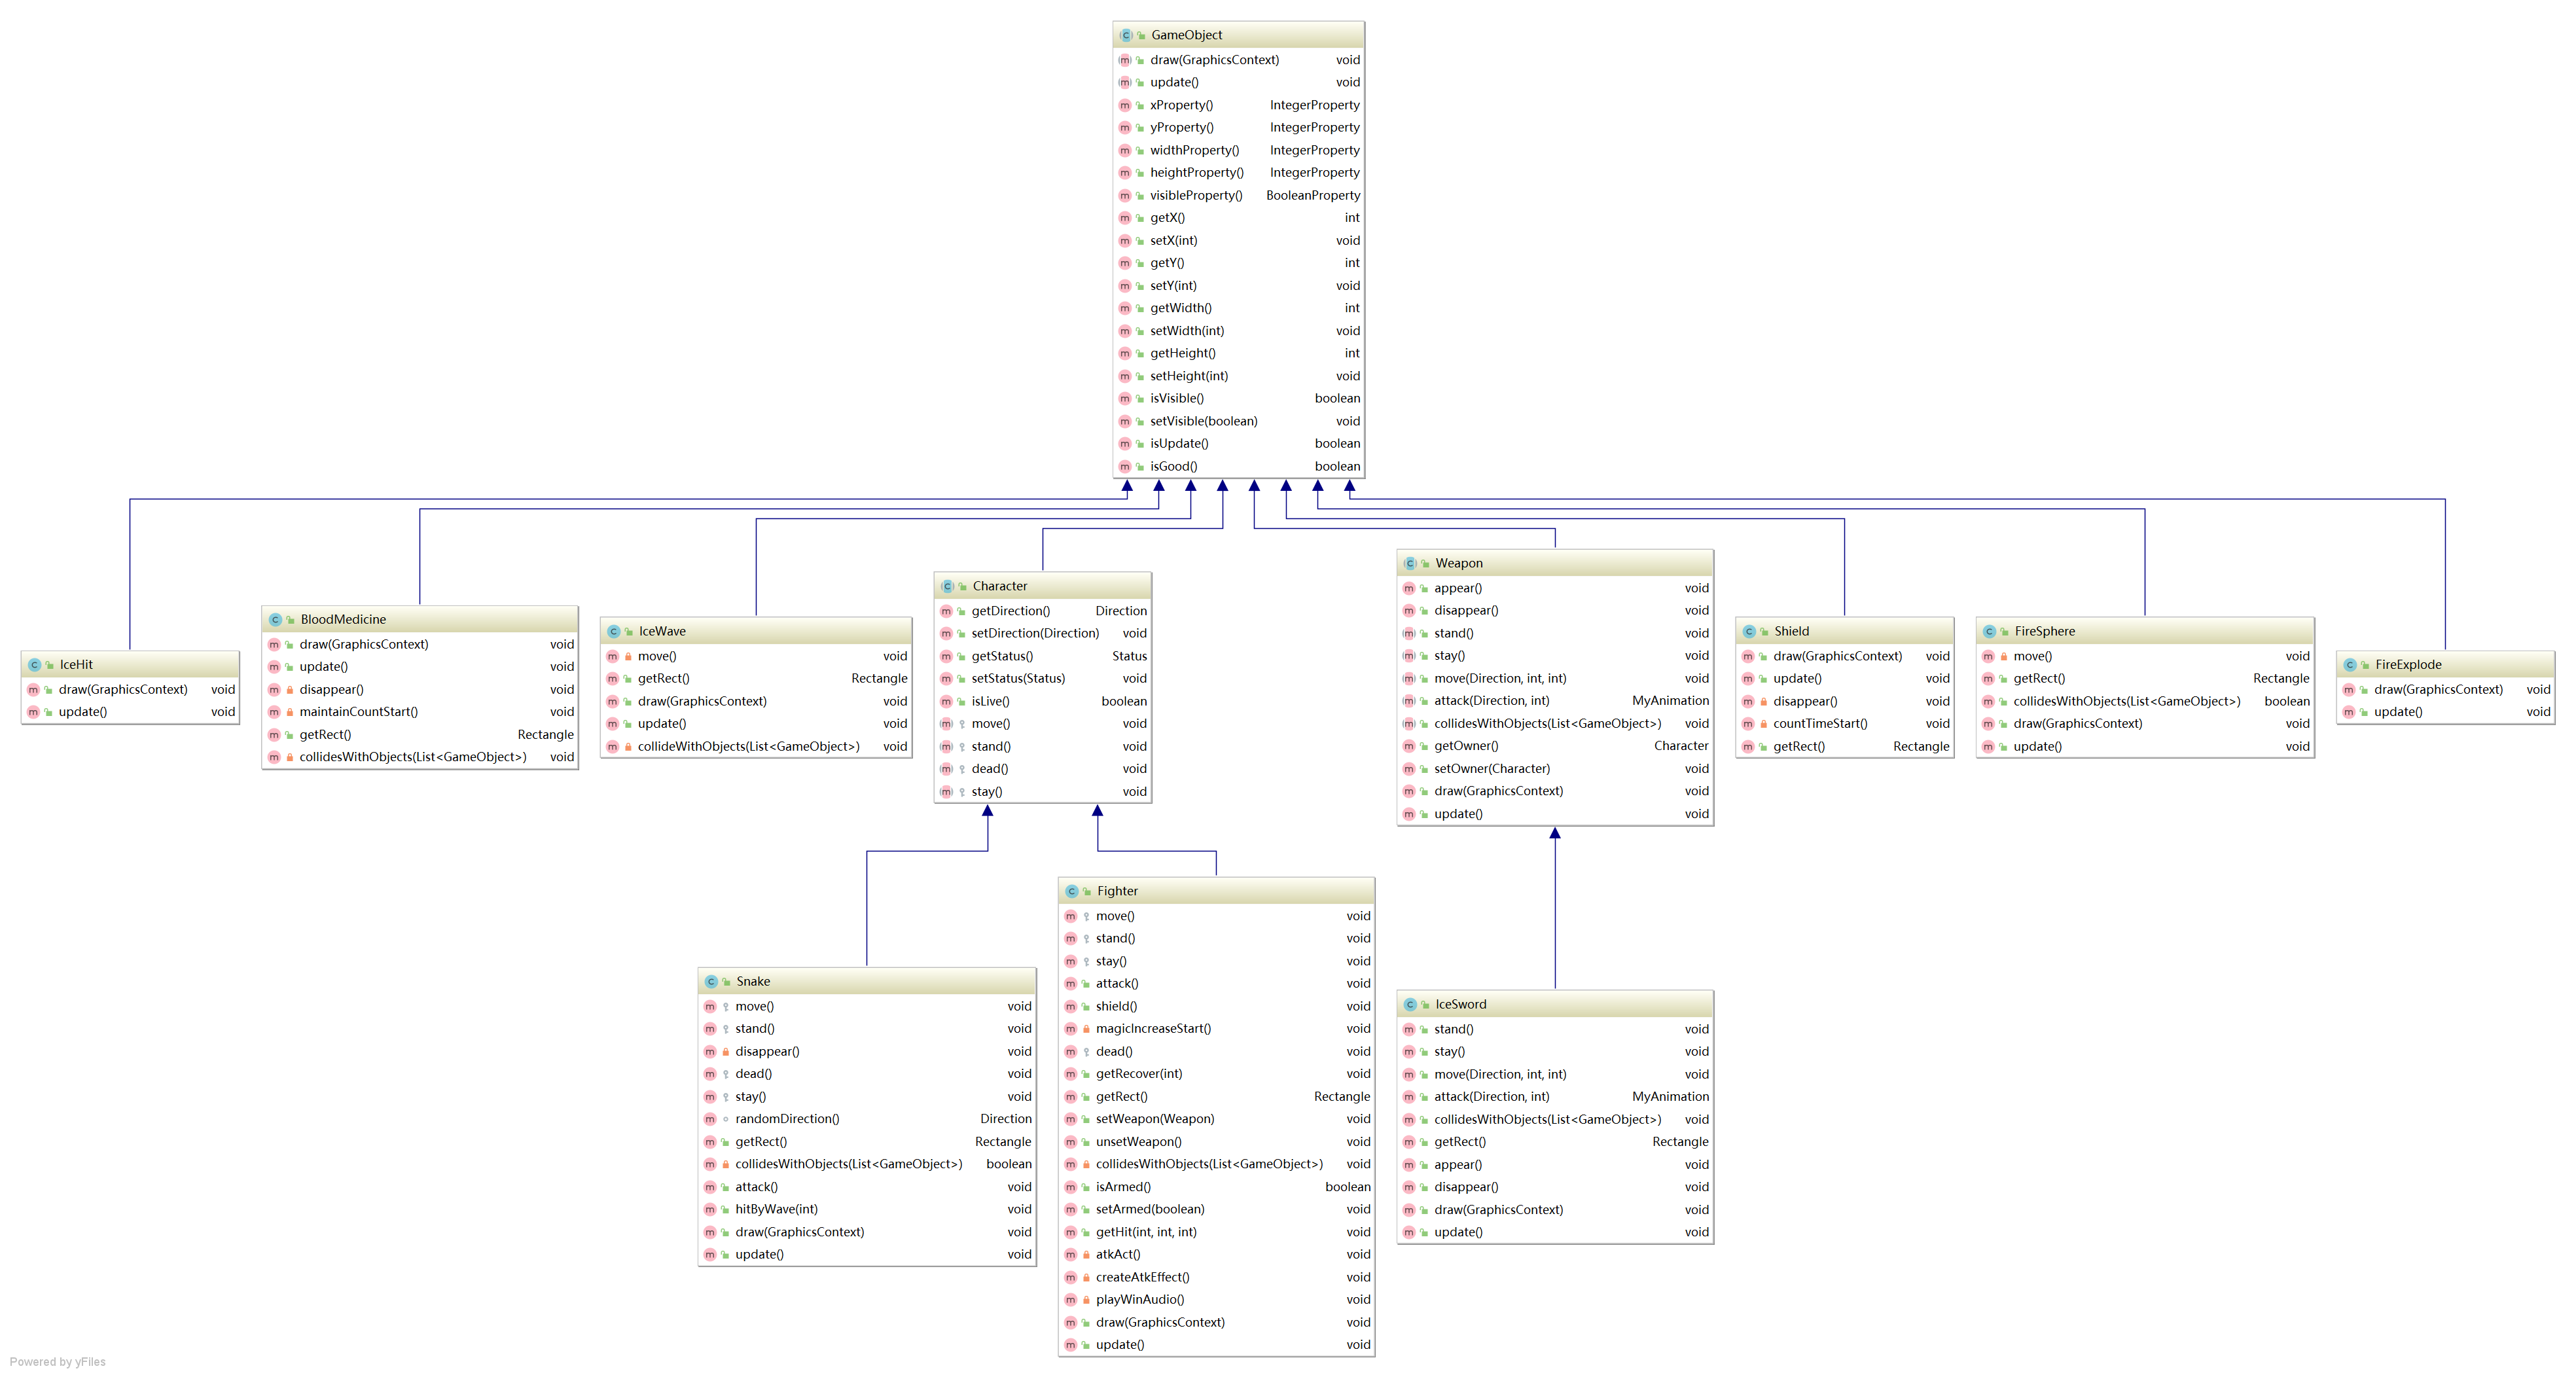 GameObject
draw(GraphicsContext) void
update() void
xProperty() IntegerProperty
yProperty() IntegerProperty
widthProperty() IntegerProperty
heightProperty() IntegerProperty
visibleProperty() BooleanProperty
getX() int
setX(int) void
getY() int
setY(int) void
getWidth() int
setWidth(int) void
getHeight() int
setHeight(int) void
isVisible() boolean
setVisible(boolean) void
isUpdate() boolean
isGood() boolean
IceHit
draw(GraphicsContext) void
update() void
BloodMedicine
draw(GraphicsContext) void
update() void
disappear() void
maintainCountStart() void
getRect() Rectangle
collidesWithObjects(List<GameObject>) void
IceWave
move() void
getRect() Rectangle
draw(GraphicsContext) void
update() void
collideWithObjects(List<GameObject>) void
Character
getDirection() Direction
setDirection(Direction) void
getStatus() Status
setStatus(Status) void
isLive() boolean
move() void
stand() void
dead() void
stay() void
Weapon
appear() void
disappear() void
stand() void
stay() void
move(Direction, int, int) void
attack(Direction, int) MyAnimation
collidesWithObjects(List<GameObject>) void
getOwner() Character
setOwner(Character) void
draw(GraphicsContext) void
update() void
Shield
draw(GraphicsContext) void
update() void
disappear() void
countTimeStart() void
getRect() Rectangle
FireSphere
move() void
getRect() Rectangle
collidesWithObjects(List<GameObject>) boolean
draw(GraphicsContext) void
update() void
FireExplode
draw(GraphicsContext) void
update() void
Snake
move() void
stand() void
disappear() void
dead() void
stay() void
randomDirection() Direction
getRect() Rectangle
collidesWithObjects(List<GameObject>) boolean
attack() void
hitByWave(int) void
draw(GraphicsContext) void
update() void
Fighter
move() void
stand() void
stay() void
attack() void
shield() void
magicIncreaseStart() void
dead() void
getRecover(int) void
getRect() Rectangle
setWeapon(Weapon) void
unsetWeapon() void
collidesWithObjects(List<GameObject>) void
isArmed() boolean
setArmed(boolean) void
getHit(int, int, int) void
atkAct() void
createAtkEffect() void
playWinAudio() void
draw(GraphicsContext) void
update() void
IceSword
stand() void
stay() void
move(Direction, int, int) void
attack(Direction, int) MyAnimation
collidesWithObjects(List<GameObject>) void
getRect() Rectangle
appear() void
disappear() void
draw(GraphicsContext) void
update() void
Powered by yFiles